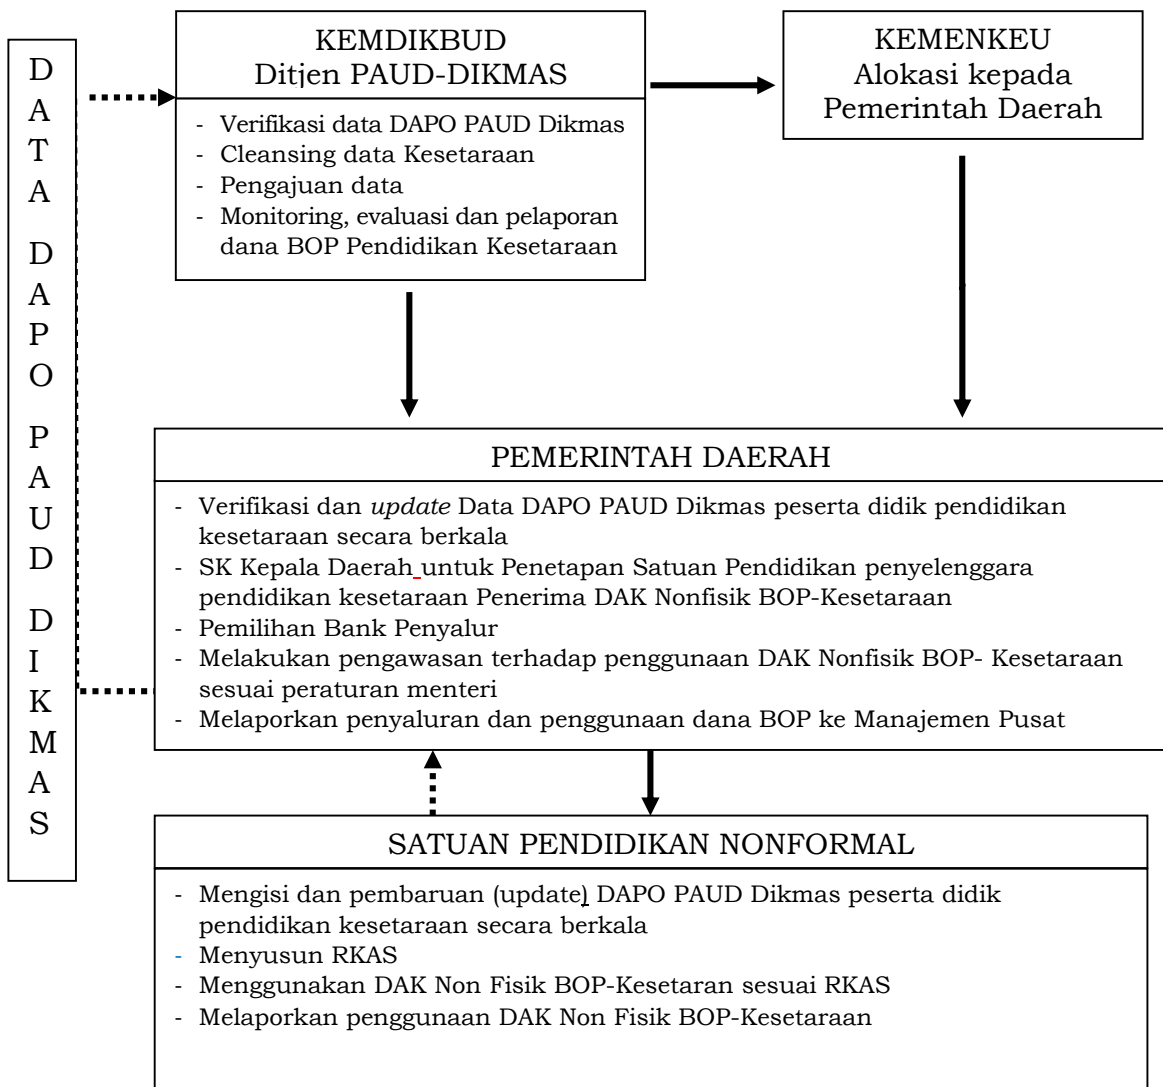 DATA DAPO PAUD DIKMAS
KEMDIKBUD
Ditjen PAUD-DIKMAS
- Verifikasi data DAPO PAUD Dikmas
- Cleansing data Kesetaraan
- Pengajuan data
- Monitoring, evaluasi dan pelaporan
dana BOP Pendidikan Kesetaraan
KEMENKEU
Alokasi kepada
Pemerintah Daerah
PEMERINTAH DAERAH
- Verifikasi dan update Data DAPO PAUD Dikmas peserta didik pendidikan
kesetaraan secara berkala
- SK Kepala Daerah untuk Penetapan Satuan Pendidikan penyelenggara
pendidikan kesetaraan Penerima DAK Nonfisik BOP-Kesetaraan
- Pemilihan Bank Penyalur
- Melakukan pengawasan terhadap penggunaan DAK Nonfisik BOP- Kesetaraan
sesuai peraturan menteri
- Melaporkan penyaluran dan penggunaan dana BOP ke Manajemen Pusat
SATUAN PENDIDIKAN NONFORMAL
- Mengisi dan pembaruan (update) DAPO PAUD Dikmas peserta didik
pendidikan kesetaraan secara berkala
- Menyusun RKAS
- Menggunakan DAK Non Fisik BOP-Kesetaran sesuai RKAS
- Melaporkan penggunaan DAK Non Fisik BOP-Kesetaraan